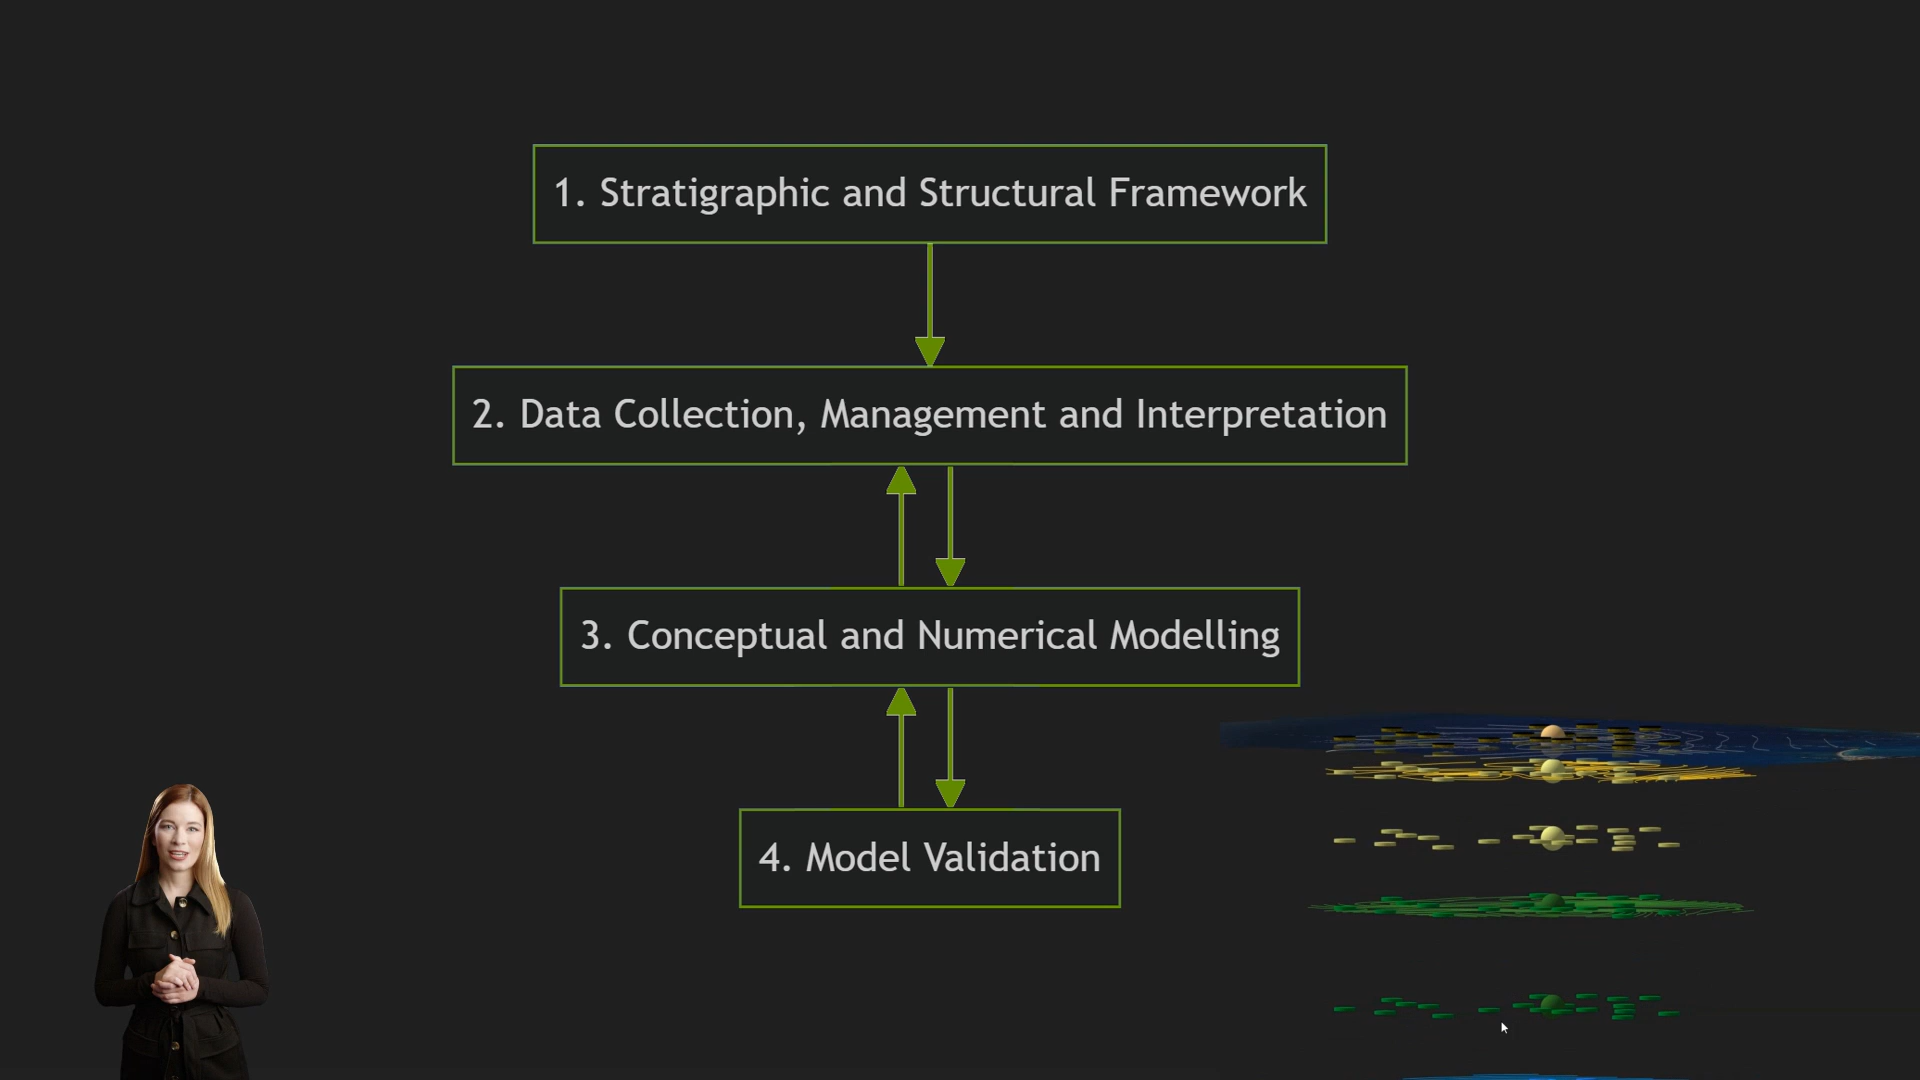 1. Stratigraphic and Structural Framework
2. Data Collection, Management and Interpretation
3. Conceptual and Numerical Modelling
4. Model Validation